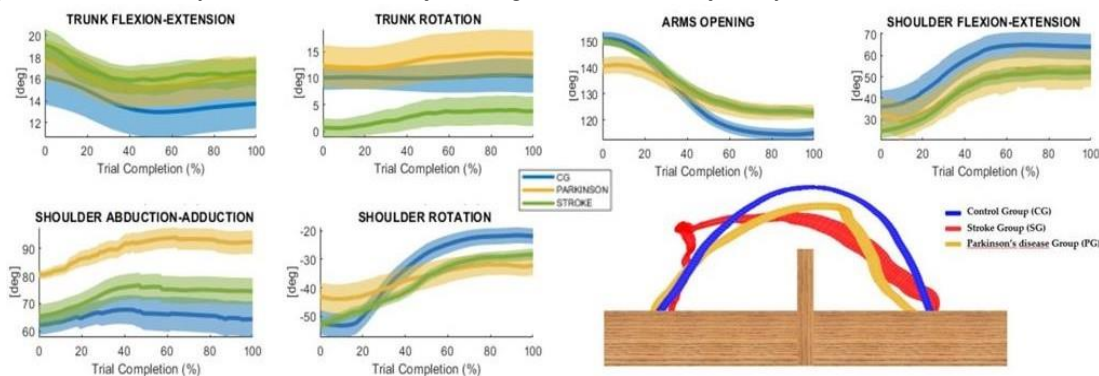 TRUNK FLEXION-EXTENSION
20
18
16
14
12
[deg]
0 20 40 60 80 100
Trial Completion (%)
TRUNK ROTATION
15
10
5
0
[deg]
0 20 40 60 80 100
Trial Completion (%)
ARMS OPENING
150
140
130
120
[deg]
0 20 40 60 80 100
Trial Completion (%)
SHOULDER FLEXION-EXTENSION
70
60
50
40
30
[deg]
0 20 40 60 80 100
Trial Completion (%)
CG
PARKINSON
STROKE
SHOULDER ABDUCTION-ADDUCTION
90
80
70
60
[deg]
0 20 40 60 80 100
Trial Completion (%)
SHOULDER ROTATION
-20
-30
-40
-50
[deg]
0 20 40 60 80 100
Trial Completion (%)
Control Group (CG)
Stroke Group (SG)
Parkinson's disease Group (PG)